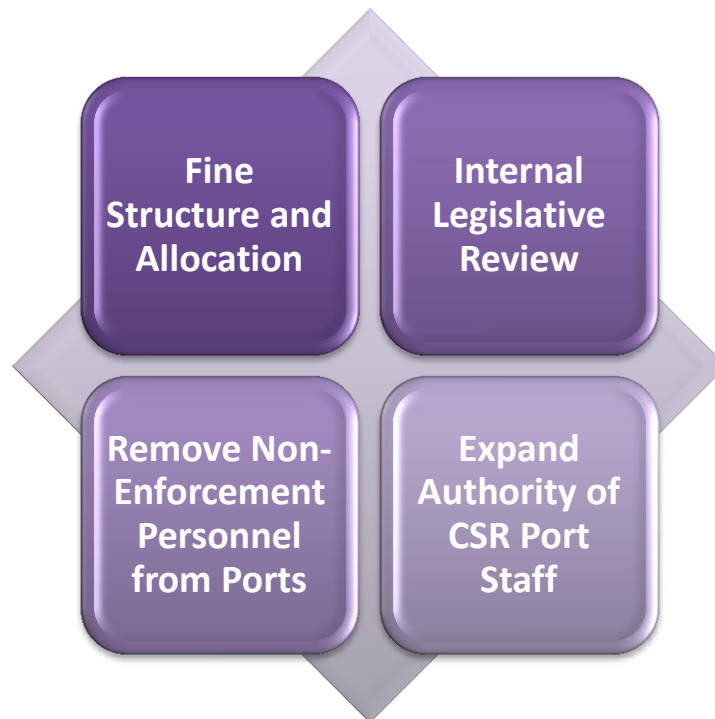 Fine
Structure and
Allocation
Internal
Legislative
Review
Remove Non-
Enforcement
Personnel
from Ports
Expand
Authority of
CSR Port
Staff